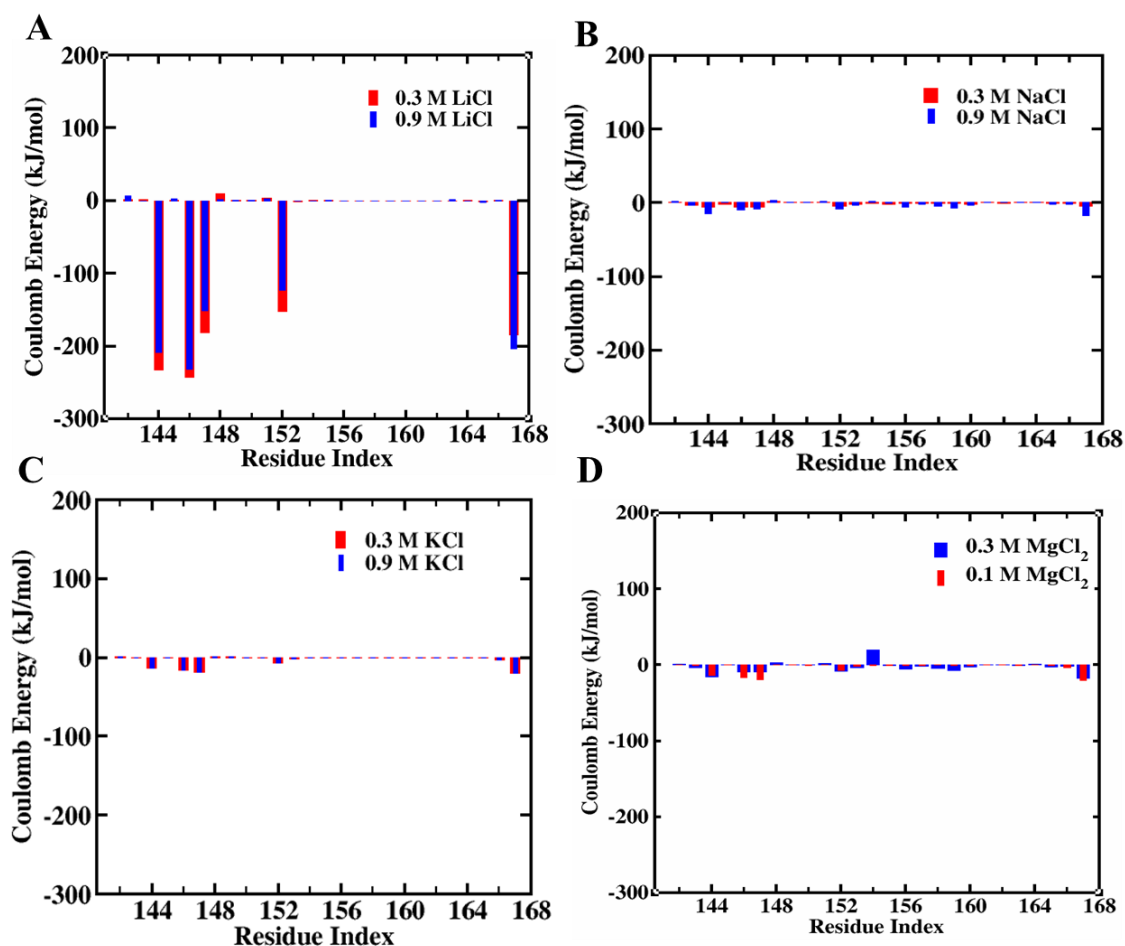 A
200
100
0
-100
-200
-300
Coulomb Energy (kJ/mol)
0.3 M LiCl
0.9 M LiCl
144 148 152 156 160 164 168
Residue Index
B
200
100
0
-100
-200
-300
Coulomb Energy (kJ/mol)
0.3 M NaCl
0.9 M NaCl
144 148 152 156 160 164 168
Residue Index
C
200
100
0
-100
-200
-300
Coulomb Energy (kJ/mol)
0.3 M KCl
0.9 M KCl
144 148 152 156 160 164 168
Residue Index
D
200
100
0
-100
-200
-300
Coulomb Energy (kJ/mol)
0.3 M MgCl₂
0.1 M MgCl₂
144 148 152 156 160 164 168
Residue Index